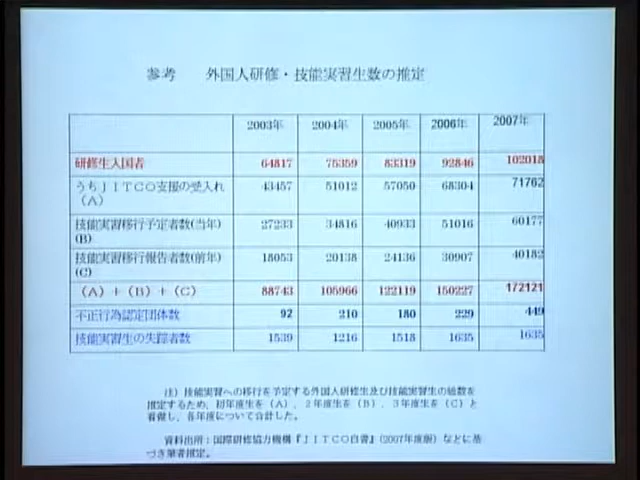 参考 外国人研修・技能実習生数の推定
2003年 2004年 2005年 2006年 2007年
研修生入国者 64817 75359 83319 92846 102018
うちJITCO支援の受入れ 43457 51012 57050 68304 71762
(A)
技能実習移行予定者数(当年) 27233 34816 40933 51016 60177
(B)
技能実習移行報告者数(前年) 18053 20138 24136 30907 40182
(C)
(A)+(B)+(C) 88743 105966 122119 150227 172121
不正行為認定団体数 92 210 180 229 449
技能実習生の失踪者数 1539 1216 1518 1635 1635
注)技能実習への移行を予定する外国人研修生及び技能実習生の総数を
推定するため、初年度生を(A)、2年度生を(B)、3年度生を(C)と
看做し、各年度について合計した。
資料出所:国際研修協力機構『JITCO白書』(2007年度版)などに基
づき筆者推定。